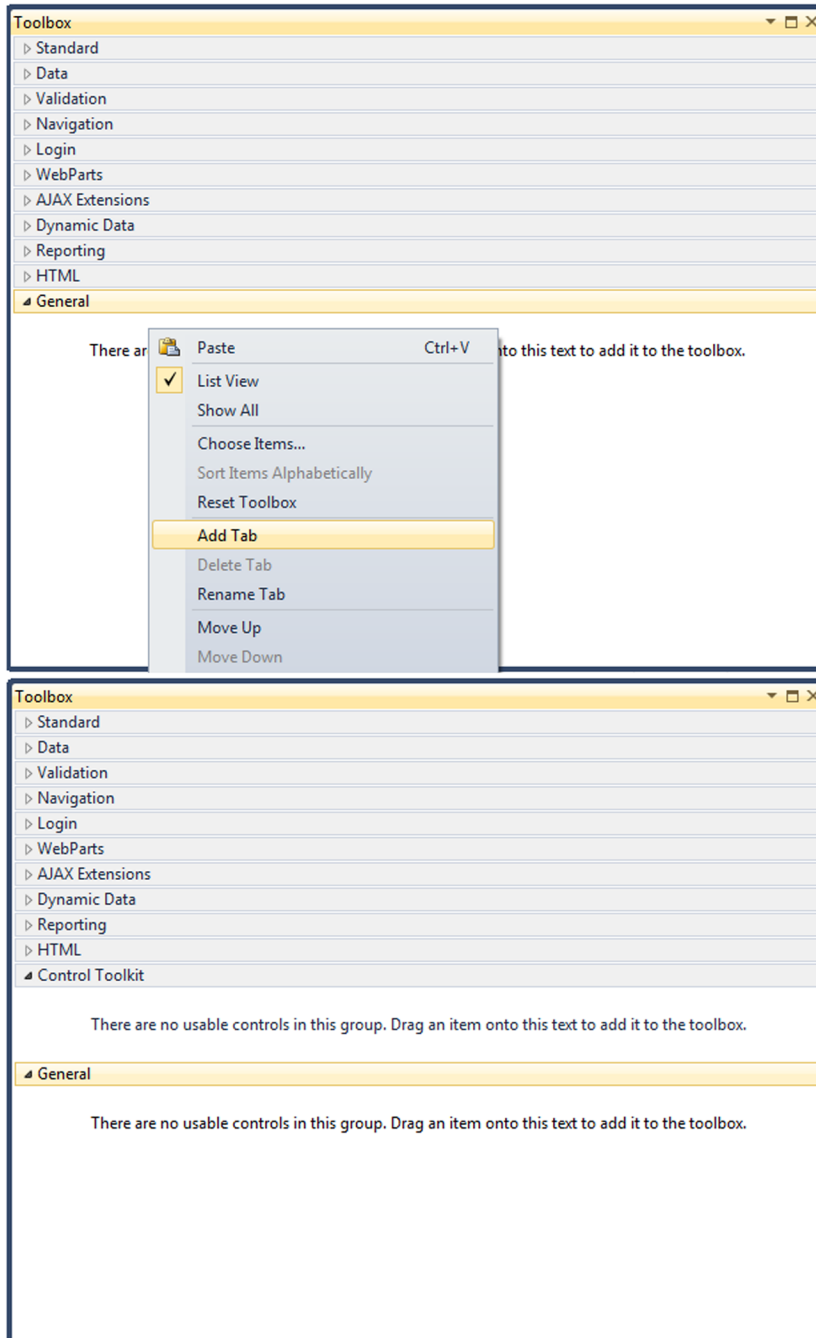 Toolbox
Standard
Data
Validation
Navigation
Login
WebParts
AJAX Extensions
Dynamic Data
Reporting
HTML
General
There ar
nto this text to add it to the toolbox.
Paste Ctrl+V
List View
Show All
Choose Items...
Sort Items Alphabetically
Reset Toolbox
Add Tab
Delete Tab
Rename Tab
Move Up
Move Down
Toolbox
Standard
Data
Validation
Navigation
Login
WebParts
AJAX Extensions
Dynamic Data
Reporting
HTML
Control Toolkit
There are no usable controls in this group. Drag an item onto this text to add it to the toolbox.
General
There are no usable controls in this group. Drag an item onto this text to add it to the toolbox.